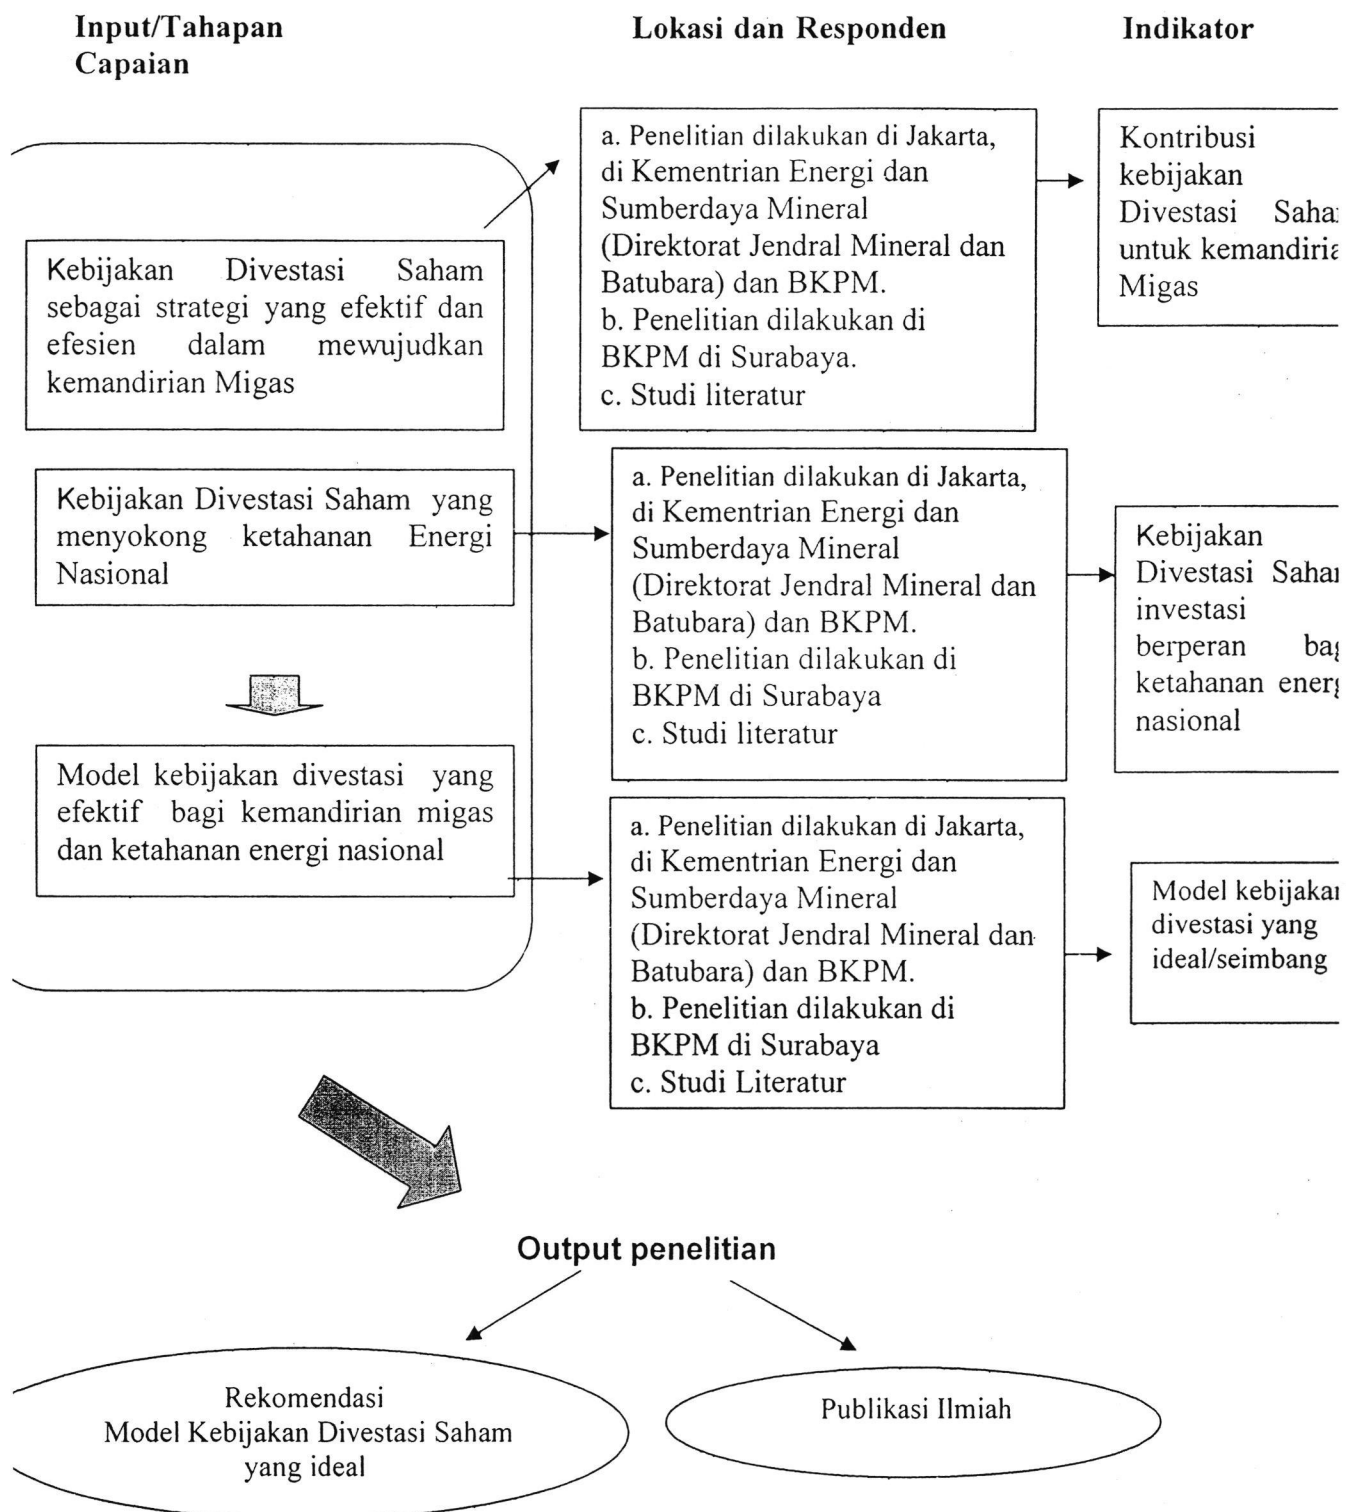 Input/Tahapan
Capaian
Lokasi dan Responden
Indikator
Kebijakan Divestasi Saham
sebagai strategi yang efektif dan
efesien dalam mewujudkan
kemandirian Migas
a. Penelitian dilakukan di Jakarta,
di Kementrian Energi dan
Sumberdaya Mineral
(Direktorat Jendral Mineral dan
Batubara) dan BKPM.
b. Penelitian dilakukan di
BKPM di Surabaya.
c. Studi literatur
Kontribusi
kebijakan
Divestasi Saha
untuk kemandiria
Migas
Kebijakan Divestasi Saham yang
menyokong ketahanan Energi
Nasional
a. Penelitian dilakukan di Jakarta,
di Kementrian Energi dan
Sumberdaya Mineral
(Direktorat Jendral Mineral dan
Batubara) dan BKPM.
b. Penelitian dilakukan di
BKPM di Surabaya
c. Studi literatur
Kebijakan
Divestasi Saha
investasi
berperan bag
ketahanan energ
nasional
Model kebijakan divestasi yang
efektif bagi kemandirian migas
dan ketahanan energi nasional
a. Penelitian dilakukan di Jakarta,
di Kementrian Energi dan
Sumberdaya Mineral
(Direktorat Jendral Mineral dan
Batubara) dan BKPM.
b. Penelitian dilakukan di
BKPM di Surabaya
c. Studi Literatur
Model kebijakan
divestasi yang
ideal/seimbang
Output penelitian
Rekomendasi
Model Kebijakan Divestasi Saham
yang ideal
Publikasi Ilmiah